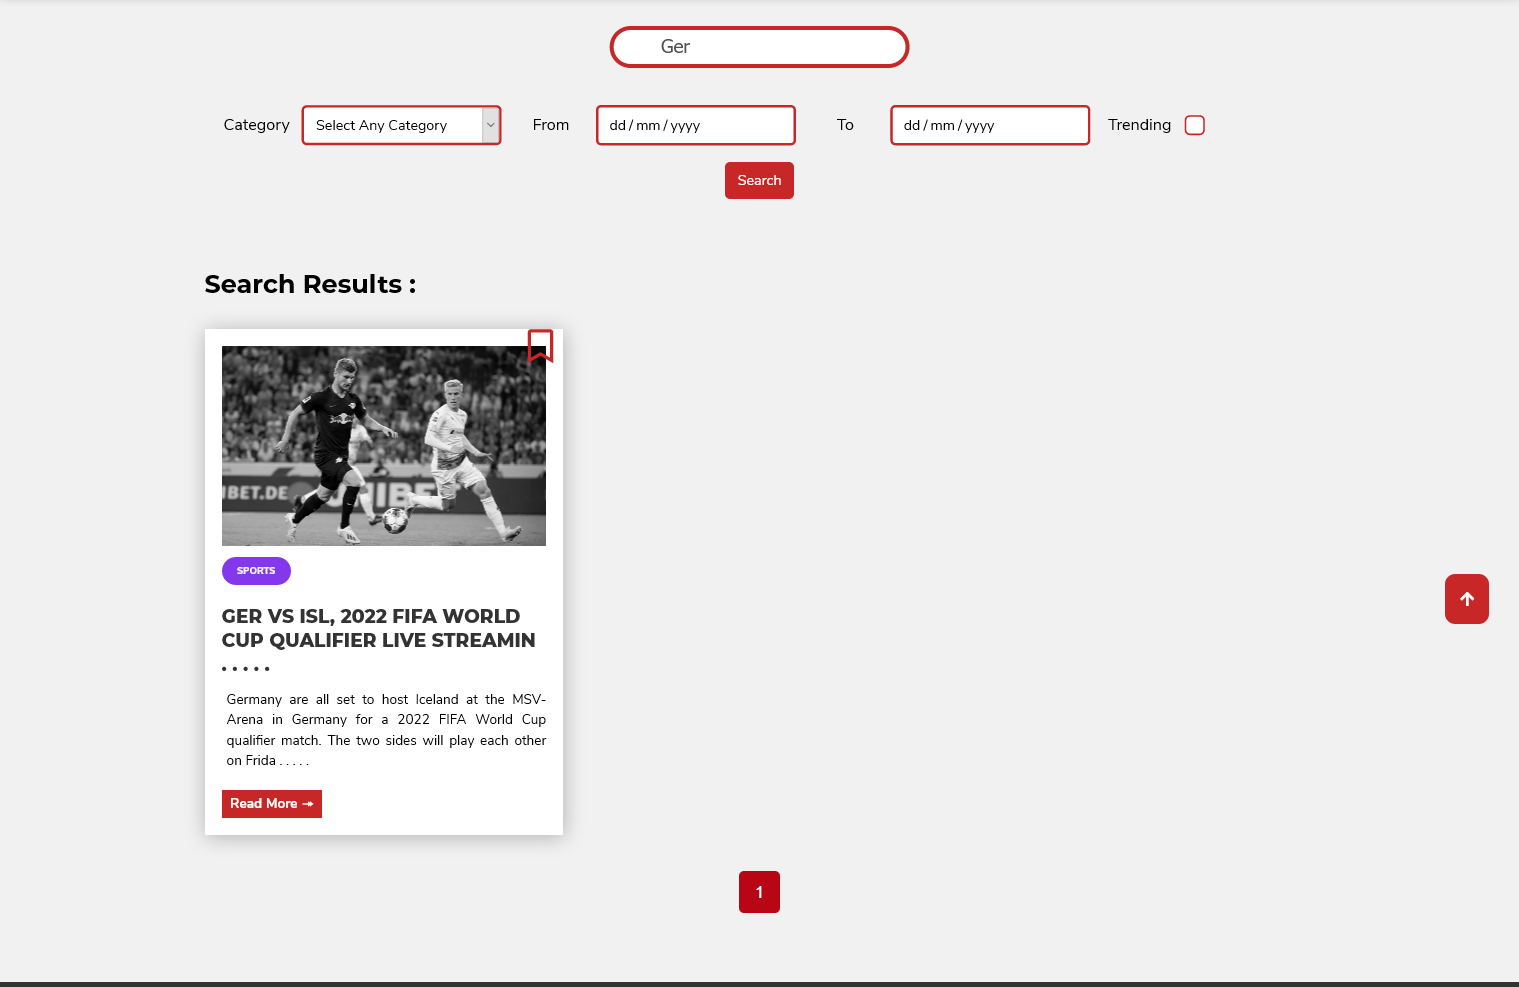 Ger
Category Select Any Category From dd / mm / yyyy To dd / mm / yyyy Trending
Search
Search Results :
IBET.DE
SPORTS
GER VS ISL, 2022 FIFA WORLD
CUP QUALIFIER LIVE STREAMIN
. . . . .
Germany are all set to host Iceland at the MSV-
Arena in Germany for a 2022 FIFA World Cup
qualifier match. The two sides will play each other
on Frida . . . . .
Read More →
1